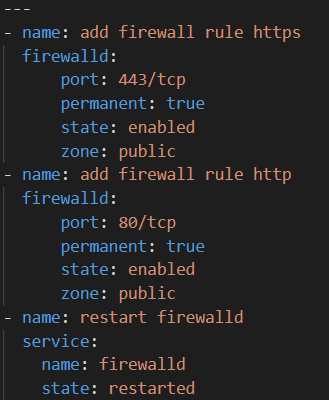 ---
- name: add firewall rule https
  firewalld:
      port: 443/tcp
      permanent: true
      state: enabled
      zone: public
- name: add firewall rule http
  firewalld:
      port: 80/tcp
      permanent: true
      state: enabled
      zone: public
- name: restart firewalld
  service:
    name: firewalld
    state: restarted